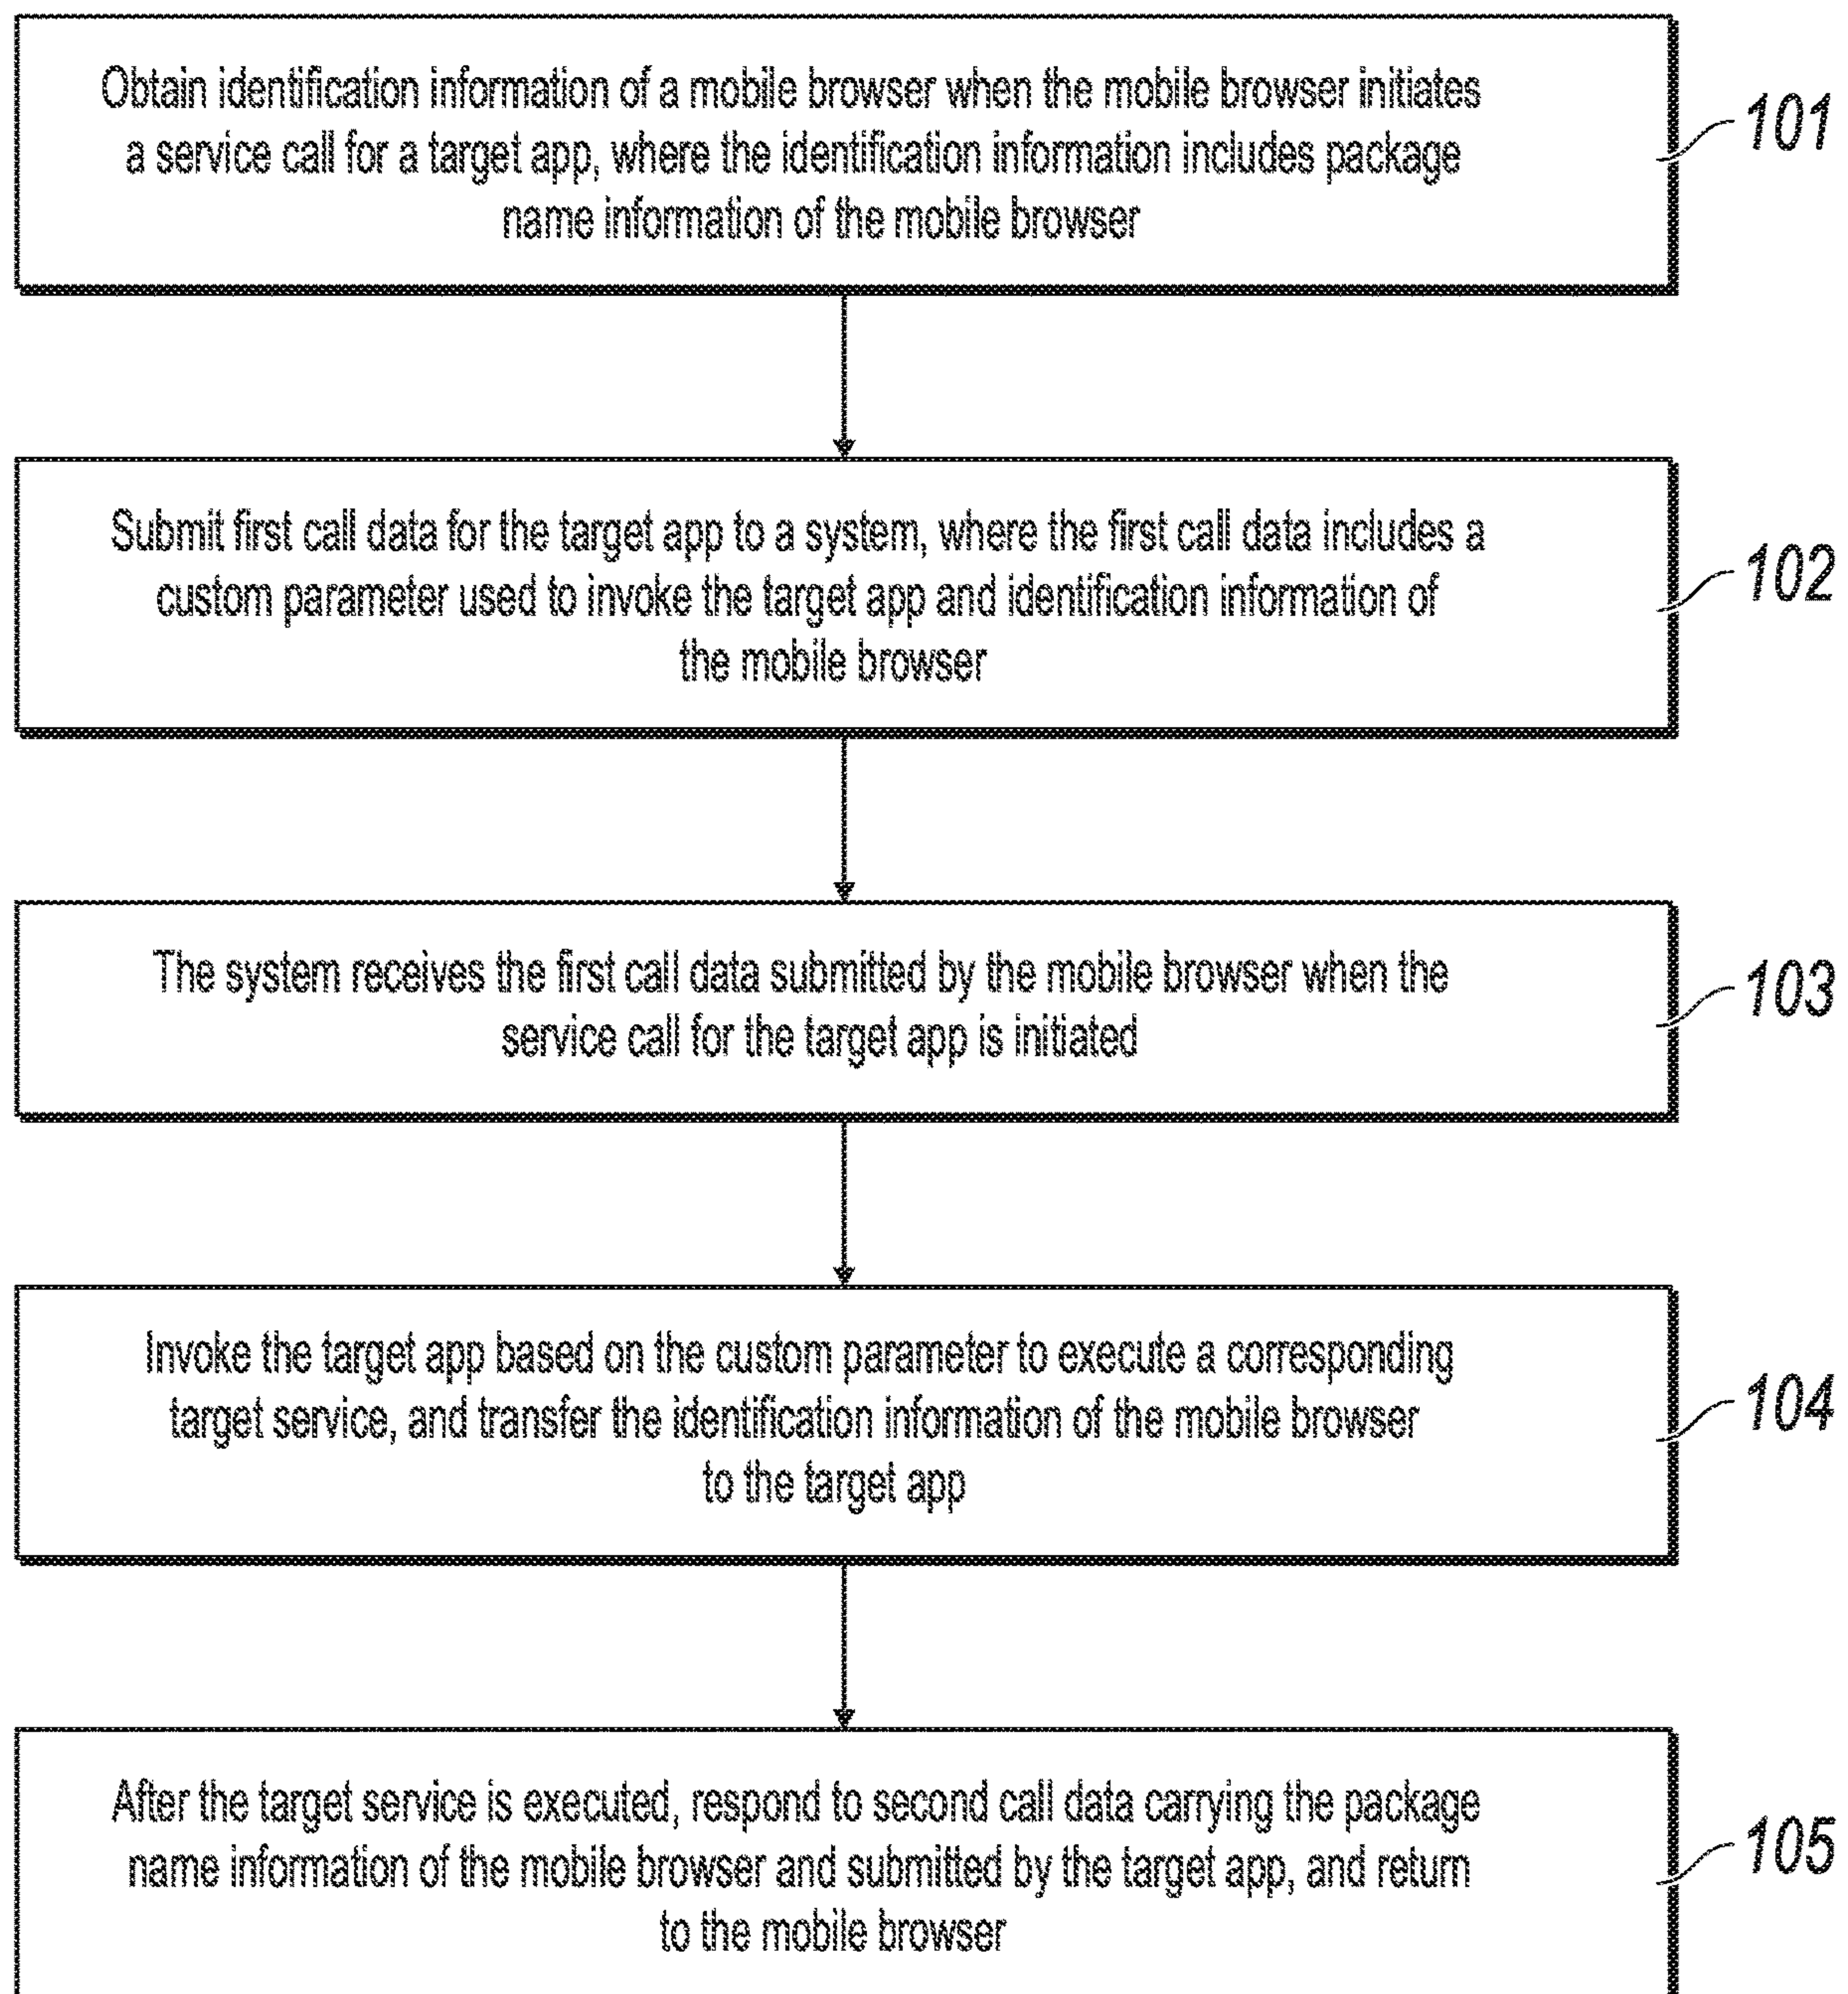 Obtain identification information of a mobile browser when the mobile browser initiates
a service call for a target app, where the identification information includes package
name information of the mobile browser
101
Submit first call data for the target app to a system, where the first call data includes a
custom parameter used to invoke the target app and identification information of
the mobile browser
102
The system receives the first call data submitted by the mobile browser when the
service call for the target app is initiated
103
Invoke the target app based on the custom parameter to execute a corresponding
target service, and transfer the identification information of the mobile browser
to the target app
104
After the target service is executed, respond to second call data carrying the package
name information of the mobile browser and submitted by the target app, and return
to the mobile browser
105